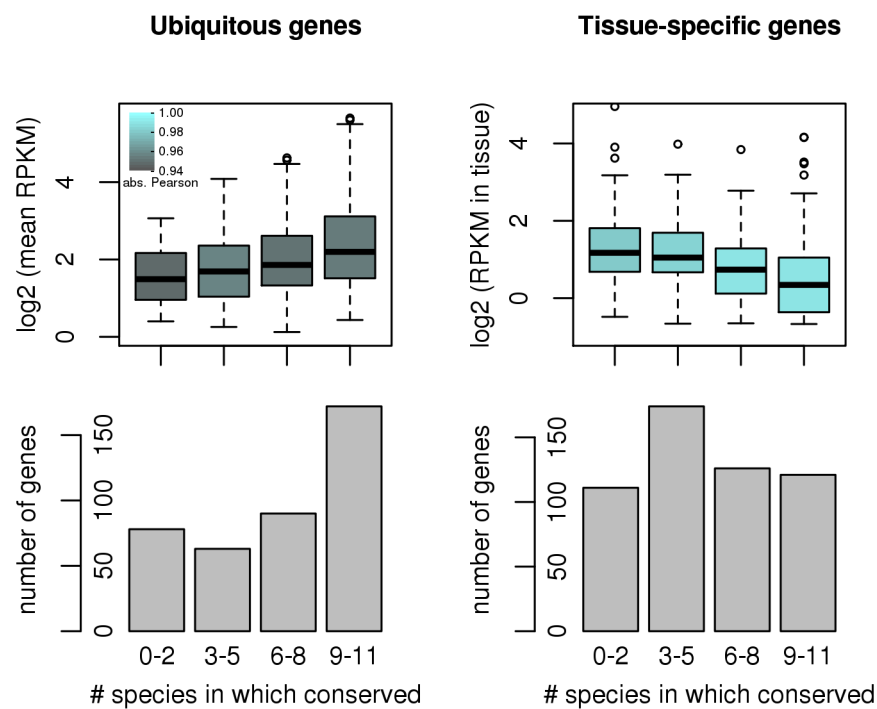 Ubiquitous genes
Tissue-specific genes
log2 (mean RPKM)
0 2 4
1.00
0.98
0.96
0.94
abs. Pearson
log2 (RPKM in tissue)
0 2 4
number of genes
0 50 100 150
0-2 3-5 6-8 9-11
# species in which conserved
number of genes
0 50 100 150
0-2 3-5 6-8 9-11
# species in which conserved